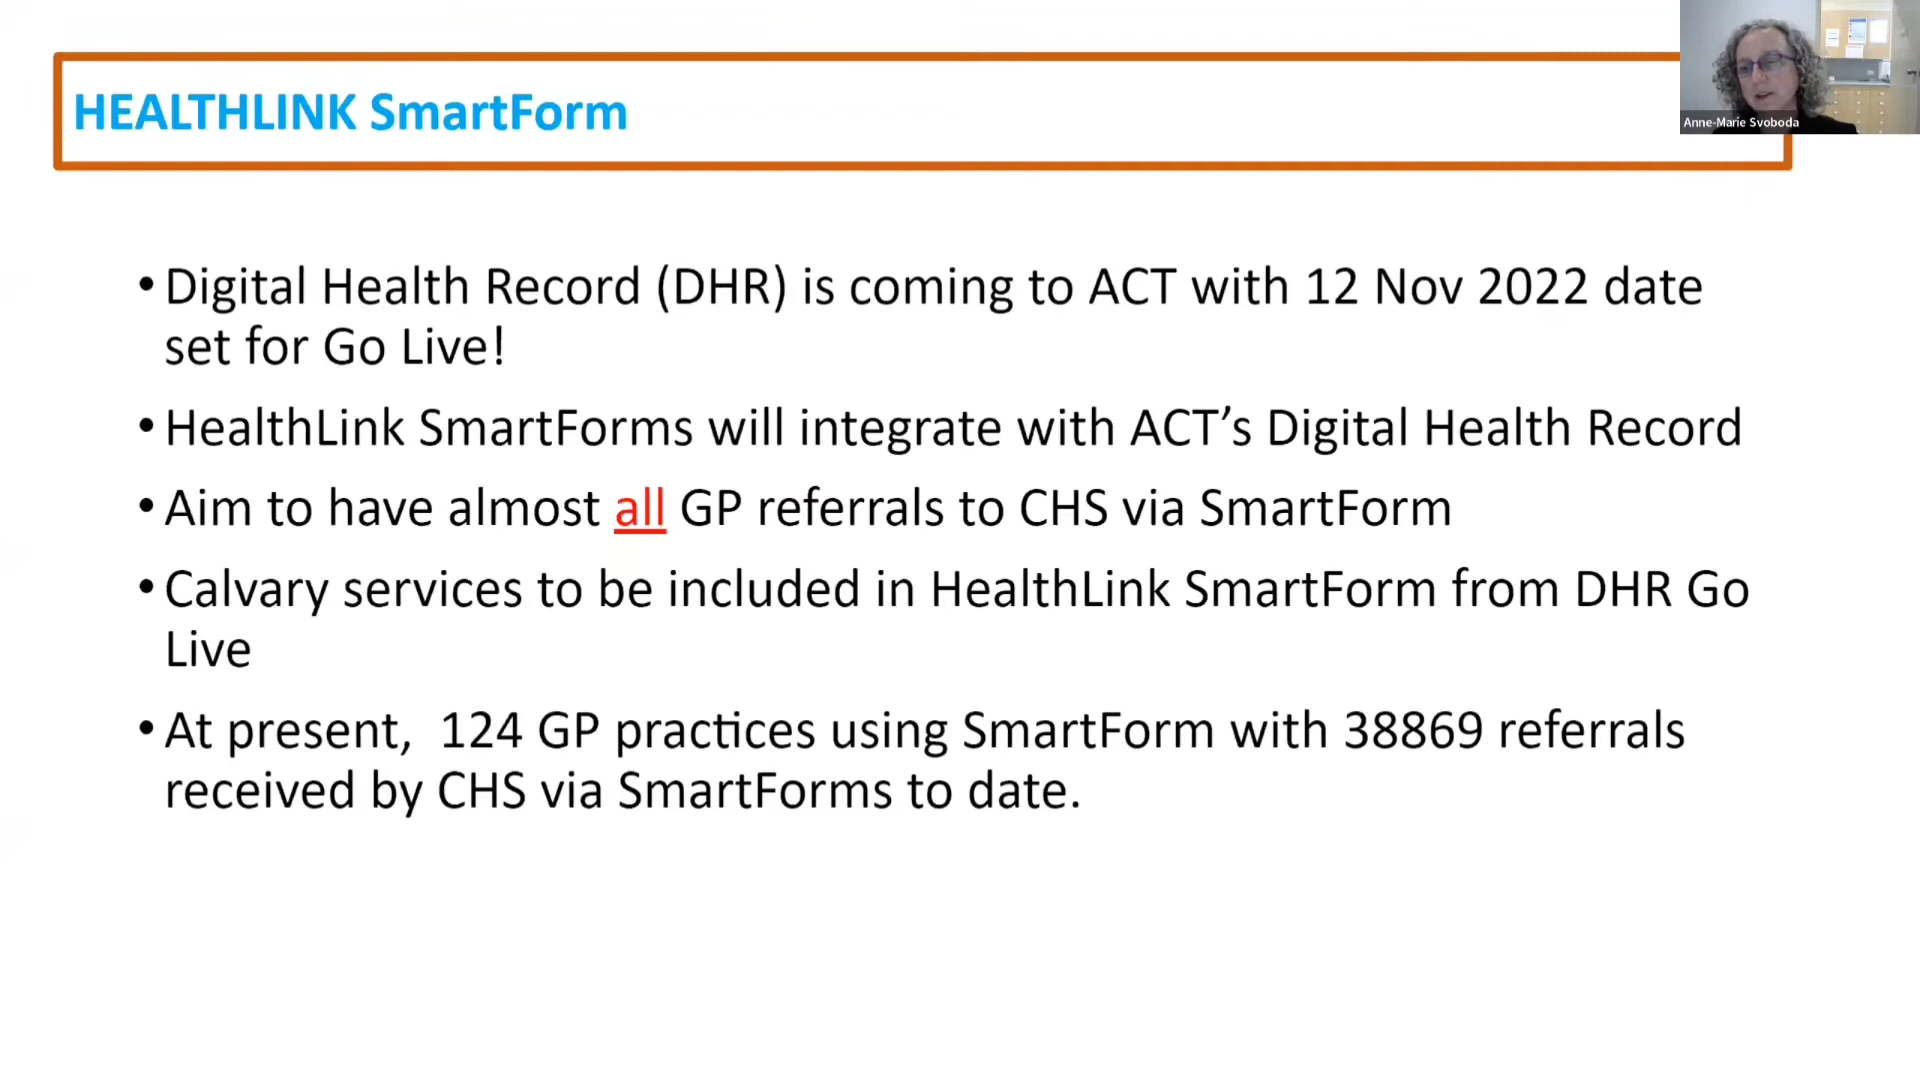 HEALTHLINK SmartForm
Anne-Marie Svoboda
•Digital Health Record (DHR) is coming to ACT with 12 Nov 2022 date
set for Go Live!
•HealthLink SmartForms will integrate with ACT’s Digital Health Record
•Aim to have almost all GP referrals to CHS via SmartForm
•Calvary services to be included in HealthLink SmartForm from DHR Go
Live
•At present,  124 GP practices using SmartForm with 38869 referrals
received by CHS via SmartForms to date.